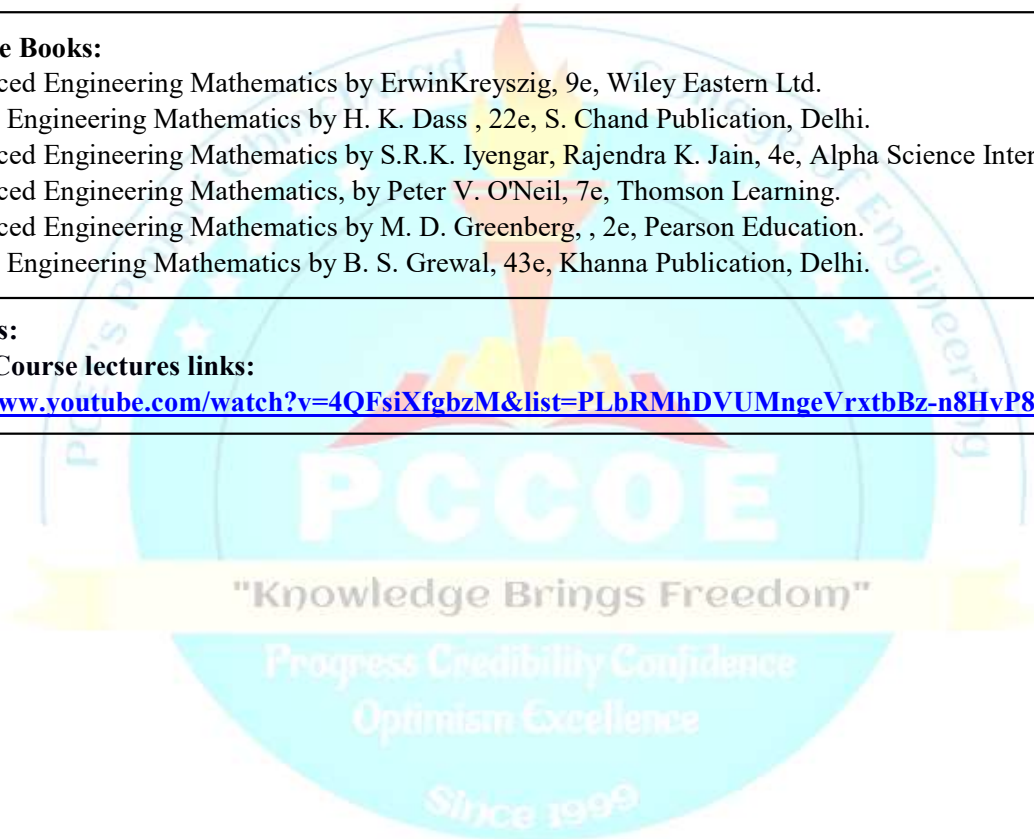 e Books:
ced Engineering Mathematics by ErwinKreyszig, 9e, Wiley Eastern Ltd.
Engineering Mathematics by H. K. Dass , 22e, S. Chand Publication, Delhi.
ced Engineering Mathematics by S.R.K. Iyengar, Rajendra K. Jain, 4e, Alpha Science Inter
ced Engineering Mathematics, by Peter V. O'Neil, 7e, Thomson Learning.
ced Engineering Mathematics by M. D. Greenberg, , 2e, Pearson Education.
Engineering Mathematics by B. S. Grewal, 43e, Khanna Publication, Delhi.
s:
Course lectures links:
ww.youtube.com/watch?v=4QFsiXfgbzM&list=PLbRMhDVUMngeVrxtbBz-n8HvP8
College of Engineering
PCCOE
"Knowledge Brings Freedom"
Progress Credibility Confidence
Optimism Excellence
Since 1999